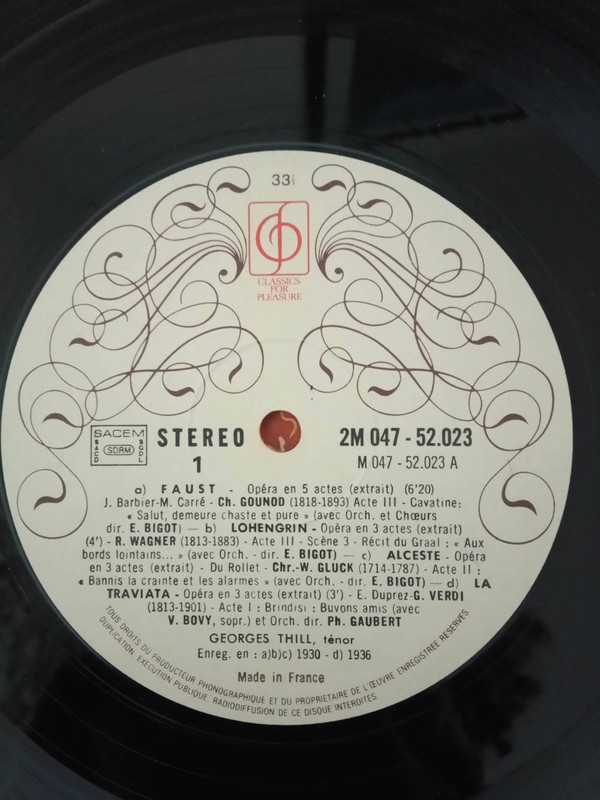 33⅓
CLASSICS
FOR
PLEASURE
SACEM
SACD
SDRM
SGDL
STEREO
1
2M 047 - 52.023
M 047 - 52.023 A
a) FAUST - Opéra en 5 actes (extrait) (6'20)
J. Barbier-M. Carré - Ch. GOUNOD (1818-1893) Acte III - Cavatine:
« Salut, demeure chaste et pure » (avec Orch. et Chœurs
dir. E. BIGOT) — b) LOHENGRIN - Opéra en 3 actes (extrait)
(4') - R. WAGNER (1813-1883) - Acte III - Scène 3 - Récit du Graal : « Aux
bords lointains... » (avec Orch. - dir. E. BIGOT) — c) ALCESTE - Opéra
en 3 actes (extrait) - Du Rollet - Chr.-W. GLUCK (1714-1787) - Acte II :
« Bannis la crainte et les alarmes » (avec Orch. - dir. E. BIGOT) — d) LA
TRAVIATA - Opéra en 3 actes (extrait) (3') - E. Duprez-G. VERDI
(1813-1901) - Acte I : Brindisi : Buvons amis (avec
V. BOVY, sopr.) et Orch. dir. Ph. GAUBERT
GEORGES THILL, ténor
Enreg. en : a)b)c) 1930 - d) 1936
Made in France
TOUS DROITS DU PRODUCTEUR PHONOGRAPHIQUE ET DU PROPRIETAIRE DE L'ŒUVRE ENREGISTREE RESERVES
DUPLICATION, EXECUTION PUBLIQUE, RADIODIFFUSION DE CE DISQUE INTERDITES